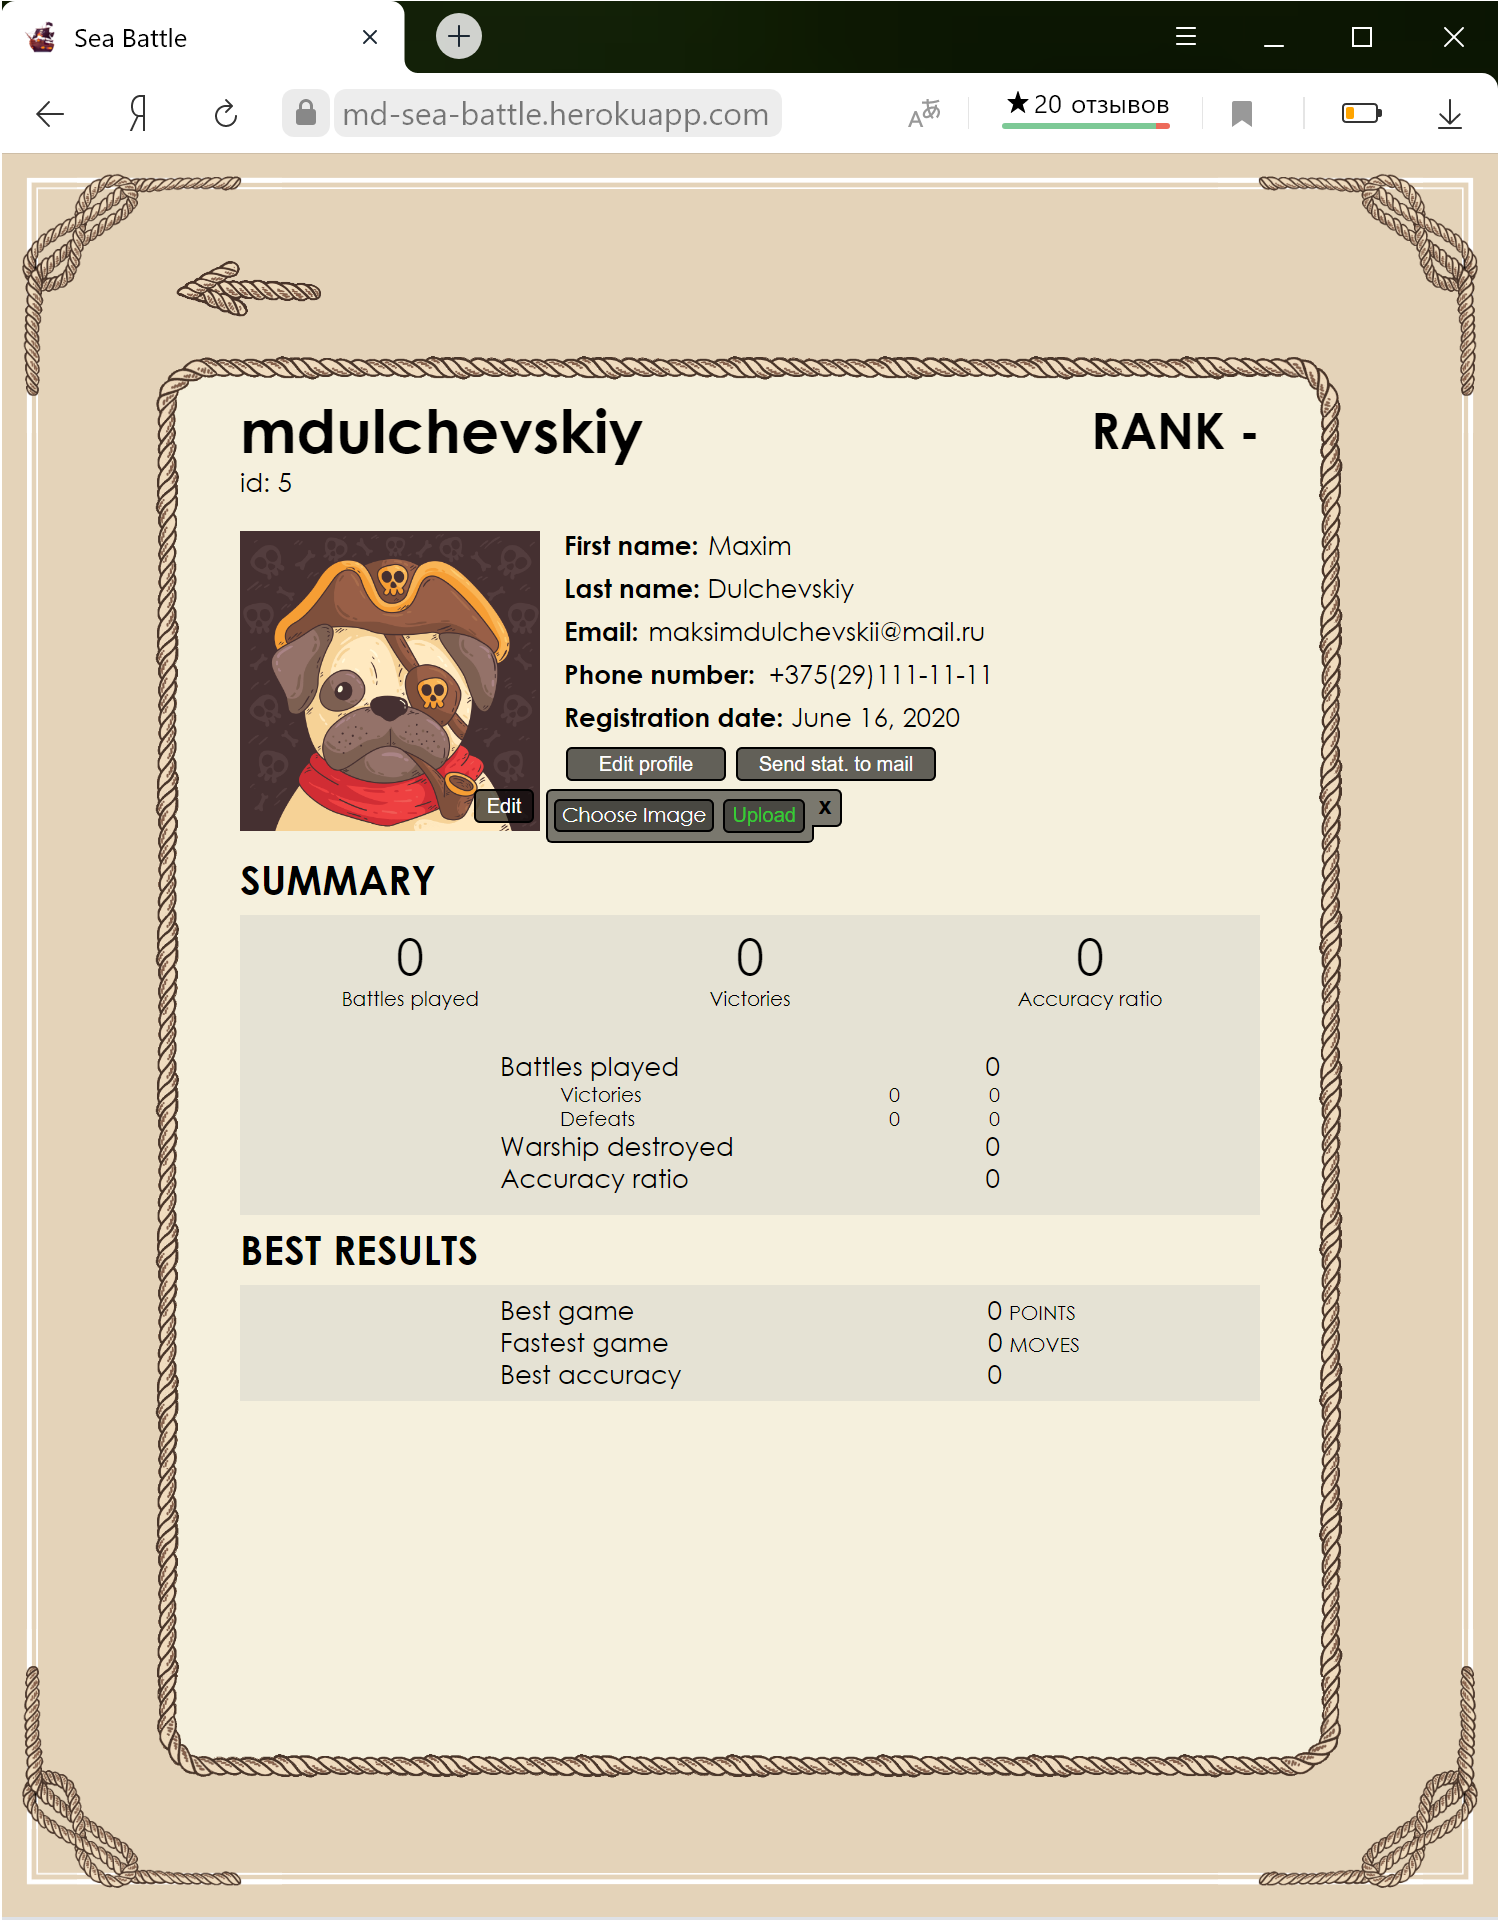 Sea Battle
md-sea-battle.herokuapp.com
★20 отзывов
mdulchevskiy
RANK -
id: 5
First name: Maxim
Last name: Dulchevskiy
Email: maksimdulchevskii@mail.ru
Phone number: +375(29)111-11-11
Registration date: June 16, 2020
Edit profile Send stat. to mail
Edit Choose Image Upload x
SUMMARY
0 0 0
Battles played Victories Accuracy ratio
Battles played 0
Victories 0 0
Defeats 0 0
Warship destroyed 0
Accuracy ratio 0
BEST RESULTS
Best game 0 POINTS
Fastest game 0 MOVES
Best accuracy 0